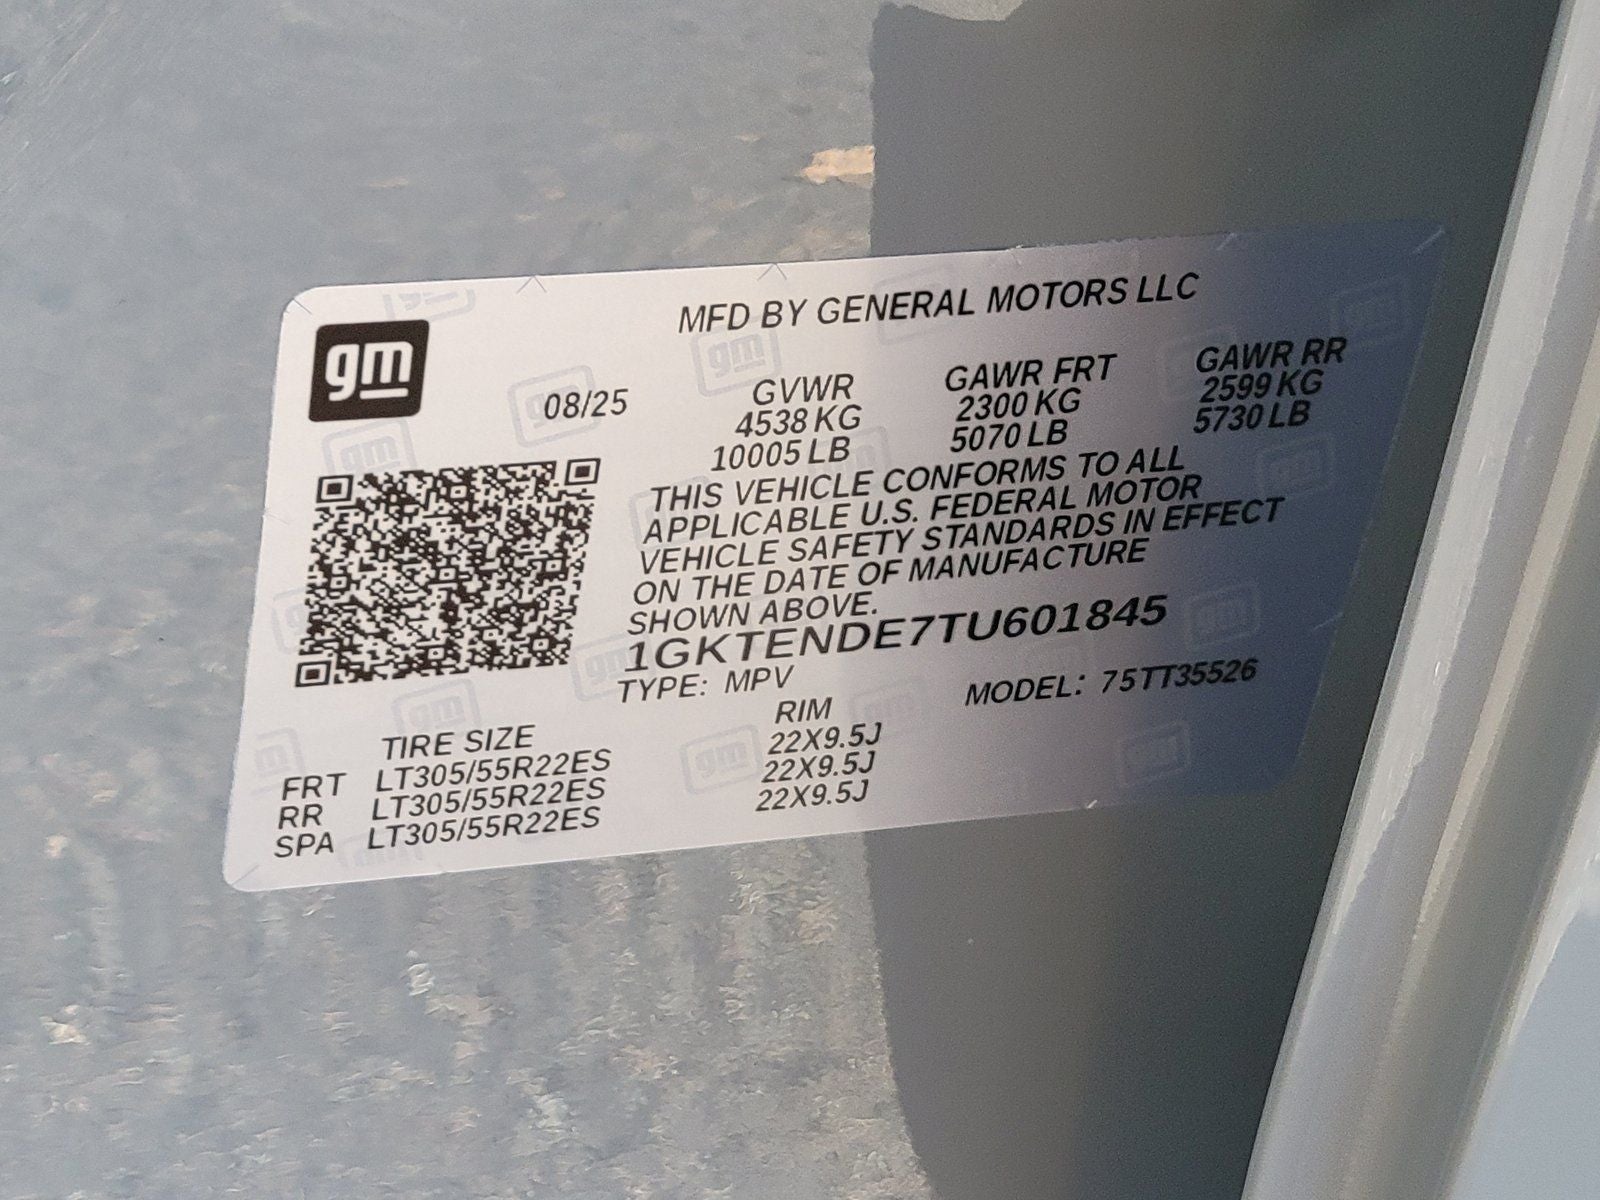 gm
MFD BY GENERAL MOTORS LLC
08/25
GVWR
4538 KG
10005 LB
GAWR FRT
2300 KG
5070 LB
GAWR RR
2599 KG
5730 LB
THIS VEHICLE CONFORMS TO ALL
APPLICABLE U.S. FEDERAL MOTOR
VEHICLE SAFETY STANDARDS IN EFFECT
ON THE DATE OF MANUFACTURE
SHOWN ABOVE.
1GKTENDE7TU601845
TYPE: MPV
MODEL: 75TT35526
TIRE SIZE RIM
FRT LT305/55R22ES 22X9.5J
RR LT305/55R22ES 22X9.5J
SPA LT305/55R22ES 22X9.5J